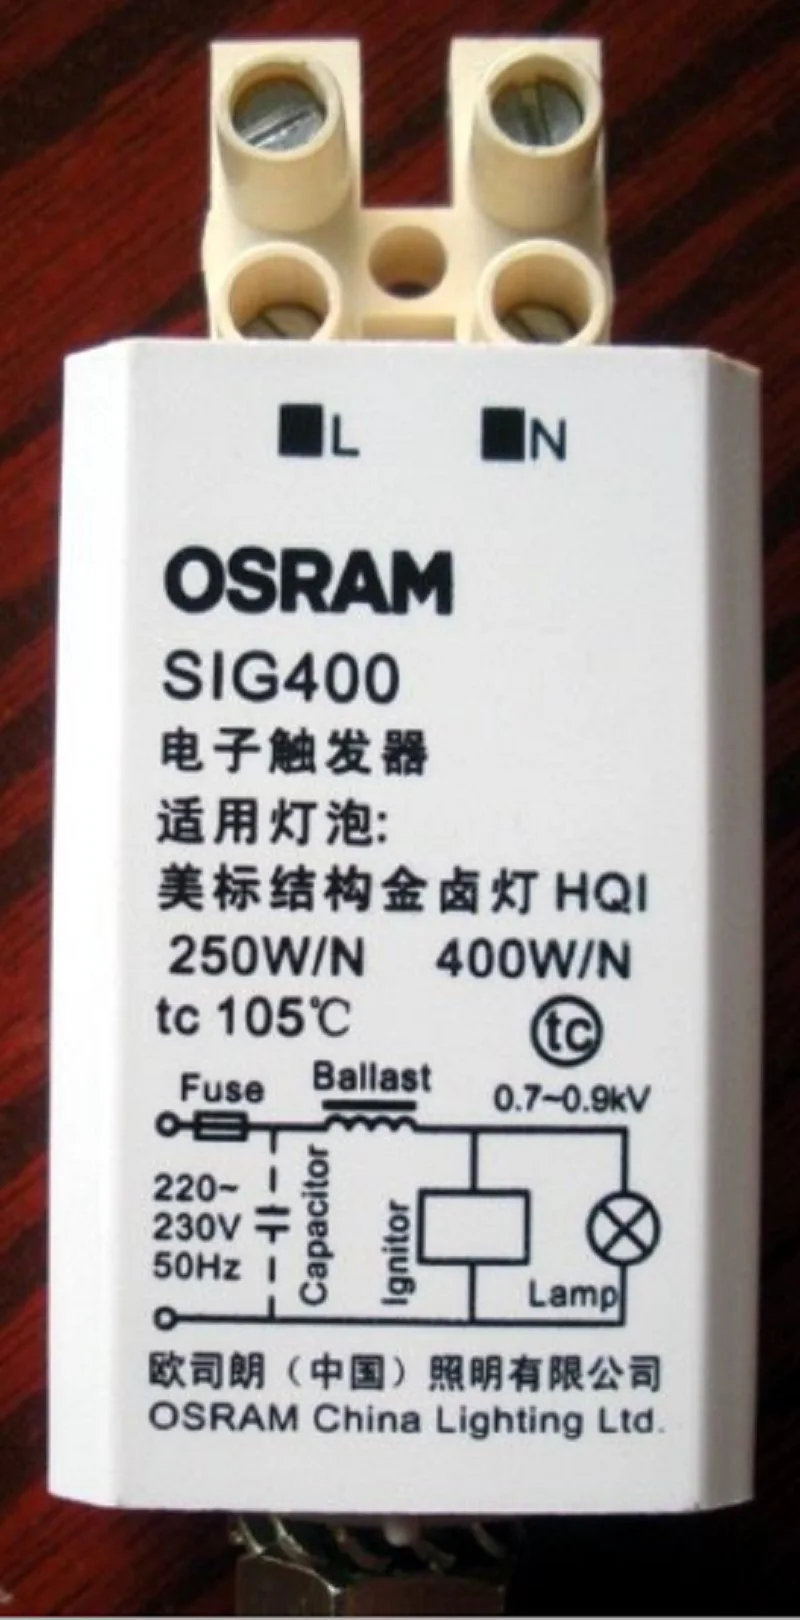 L N
OSRAM
SIG400
电子触发器
适用灯泡:
美标结构金卤灯 HQI
250W/N 400W/N
tc 105℃ tc
Fuse Ballast 0.7~0.9kV
220~
230V
50Hz
Capacitor
Ignitor
Lamp
欧司朗（中国）照明有限公司
OSRAM China Lighting Ltd.